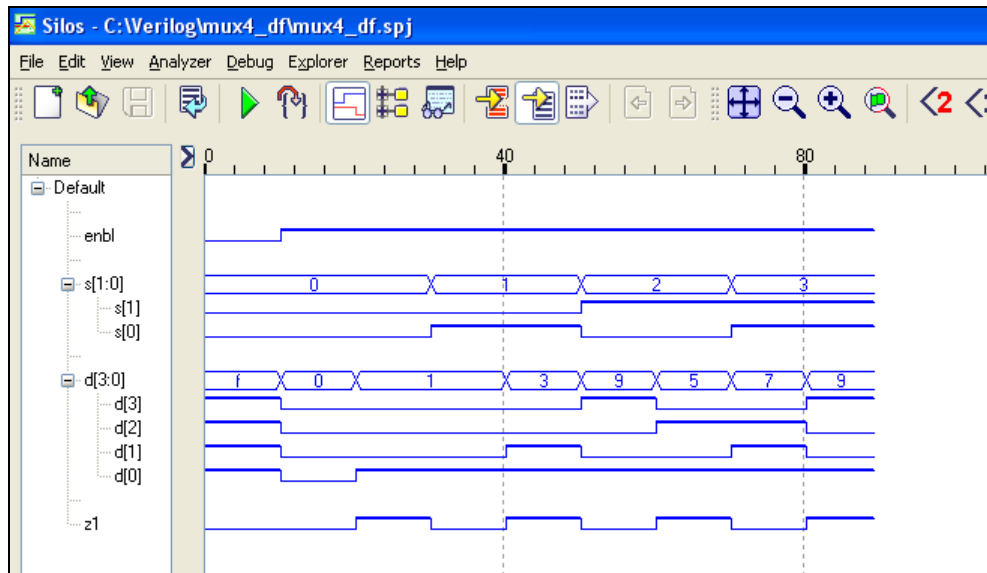 Silos - C:\Verilog\mux4_df\mux4_df.spj
File Edit View Analyzer Debug Explorer Reports Help
2
Name
Σ 0 40 80
Default
enbl
s[1:0] 0 1 2 3
s[1]
s[0]
d[3:0] f 0 1 3 9 5 7 9
d[3]
d[2]
d[1]
d[0]
z1